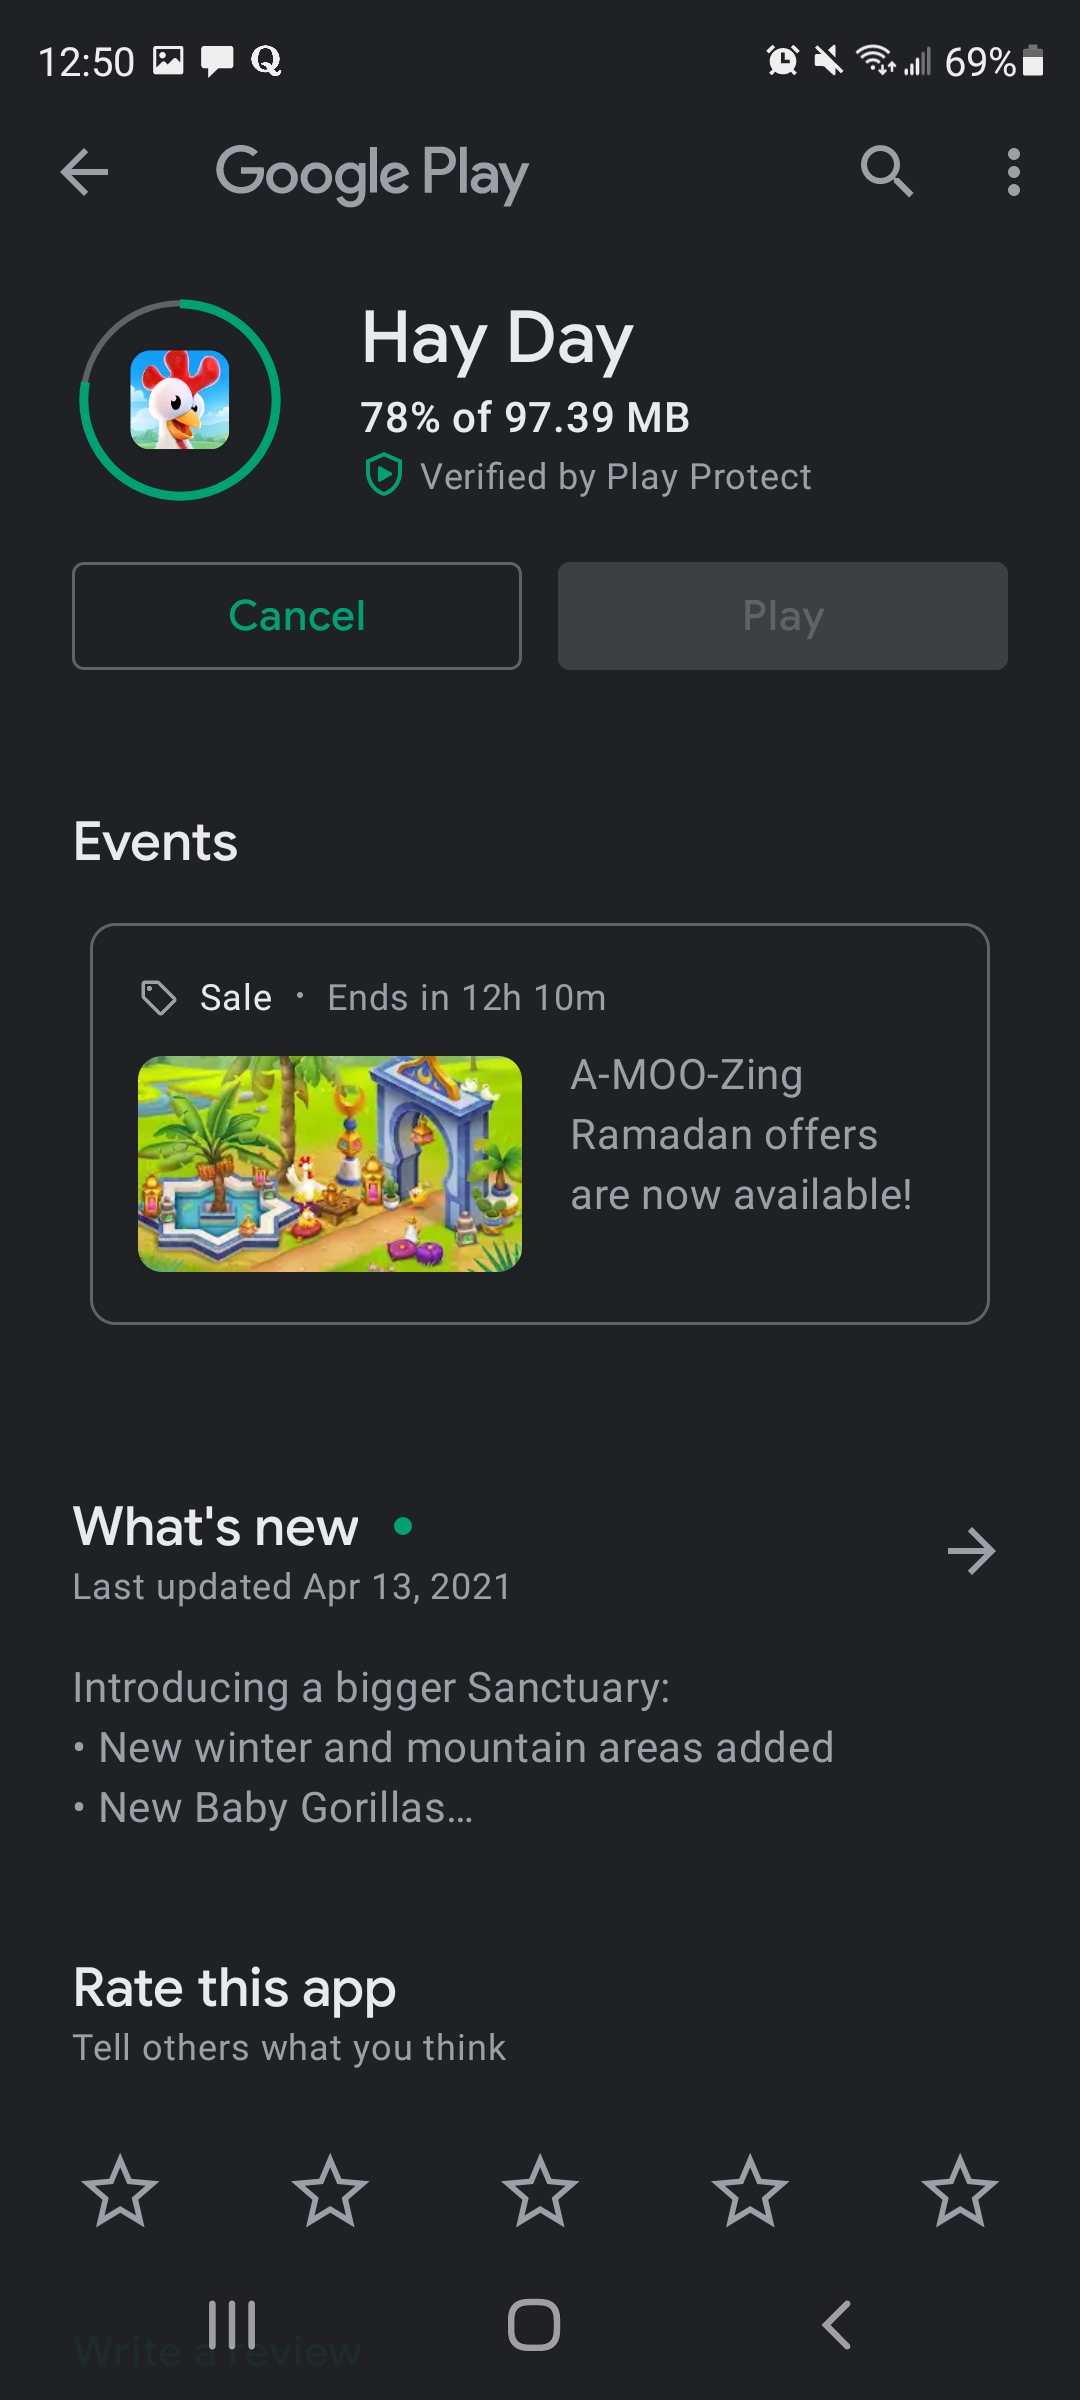 12:50
69%
Google Play
Hay Day
78% of 97.39 MB
Verified by Play Protect
Cancel
Play
Events
Sale • Ends in 12h 10m
A-MOO-Zing
Ramadan offers
are now available!
What's new
Last updated Apr 13, 2021
Introducing a bigger Sanctuary:
• New winter and mountain areas added
• New Baby Gorillas…
Rate this app
Tell others what you think
Write a review